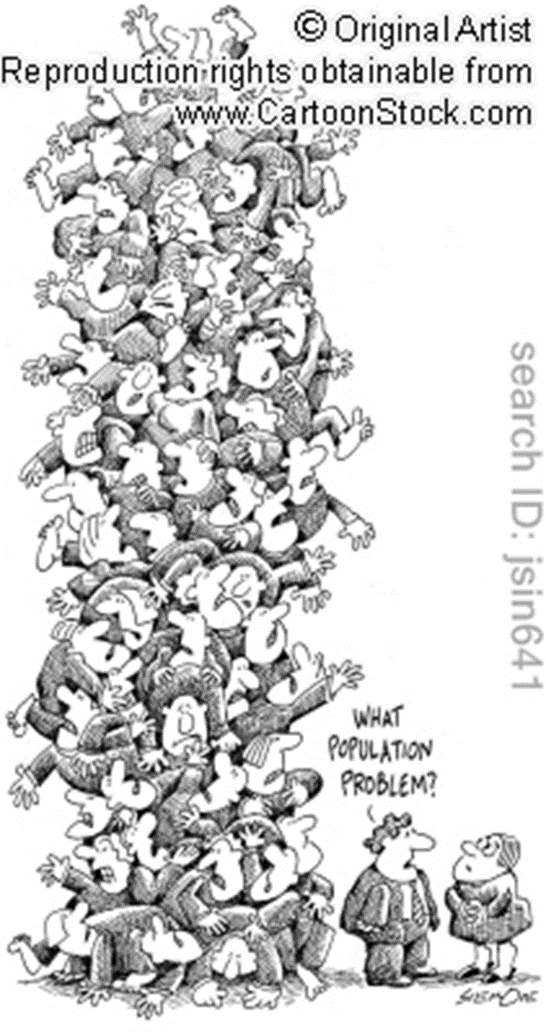 © Original Artist
Reproduction rights obtainable from
www.CartoonStock.com
search ID: jsin641
WHAT
POPULATION
PROBLEM?